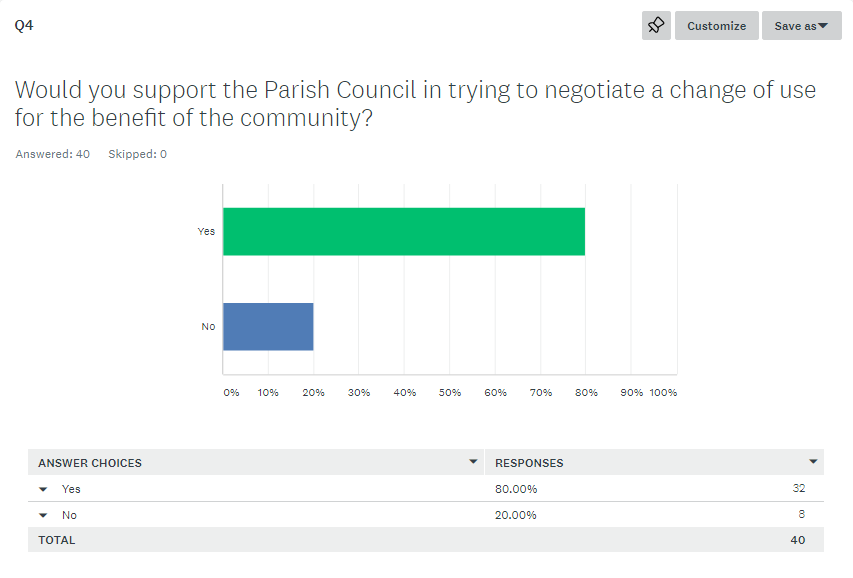 Q4
Customize
Save as
Would you support the Parish Council in trying to negotiate a change of use
for the benefit of the community?
Answered: 40 Skipped: 0
Yes
No
0% 10% 20% 30% 40% 50% 60% 70% 80% 90% 100%
ANSWER CHOICES RESPONSES
Yes 80.00% 32
No 20.00% 8
TOTAL 40